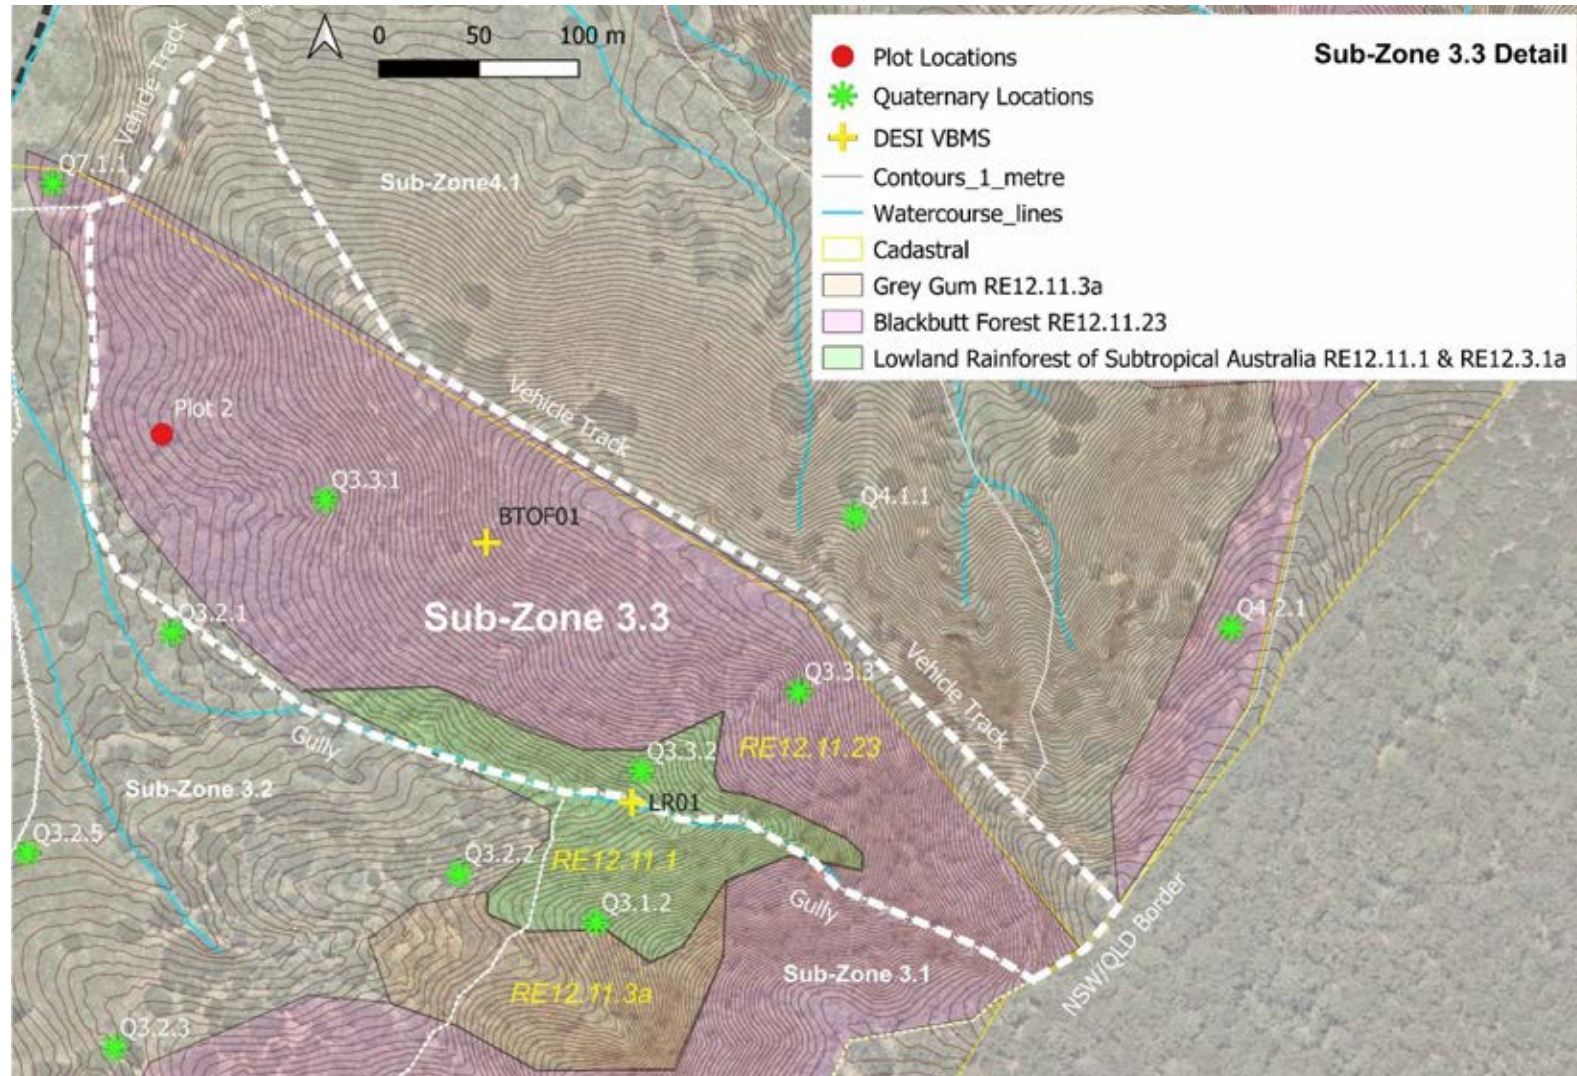 0 50 100 m
Sub-Zone 3.3 Detail
Plot Locations
Quaternary Locations
DESI VBMS
Contours_1_metre
Watercourse_lines
Cadastral
Grey Gum RE12.11.3a
Blackbutt Forest RE12.11.23
Lowland Rainforest of Subtropical Australia RE12.11.1 & RE12.3.1a
Vehicle Track
Q7.1.1
Sub-Zone4.1
Plot 2
Vehicle Track
Q3.3.1
BTOF01
Q4.1.1
Q3.2.1
Sub-Zone 3.3
Q4.2.1
Q3.3.3
Vehicle Track
Gully
Q3.3.2
RE12.11.23
Sub-Zone 3.2
LR01
Q3.2.5
Q3.2.2
RE12.11.1
Q3.1.2
Gully
NSW/QLD Border
Sub-Zone 3.1
RE12.11.3a
Q3.2.3